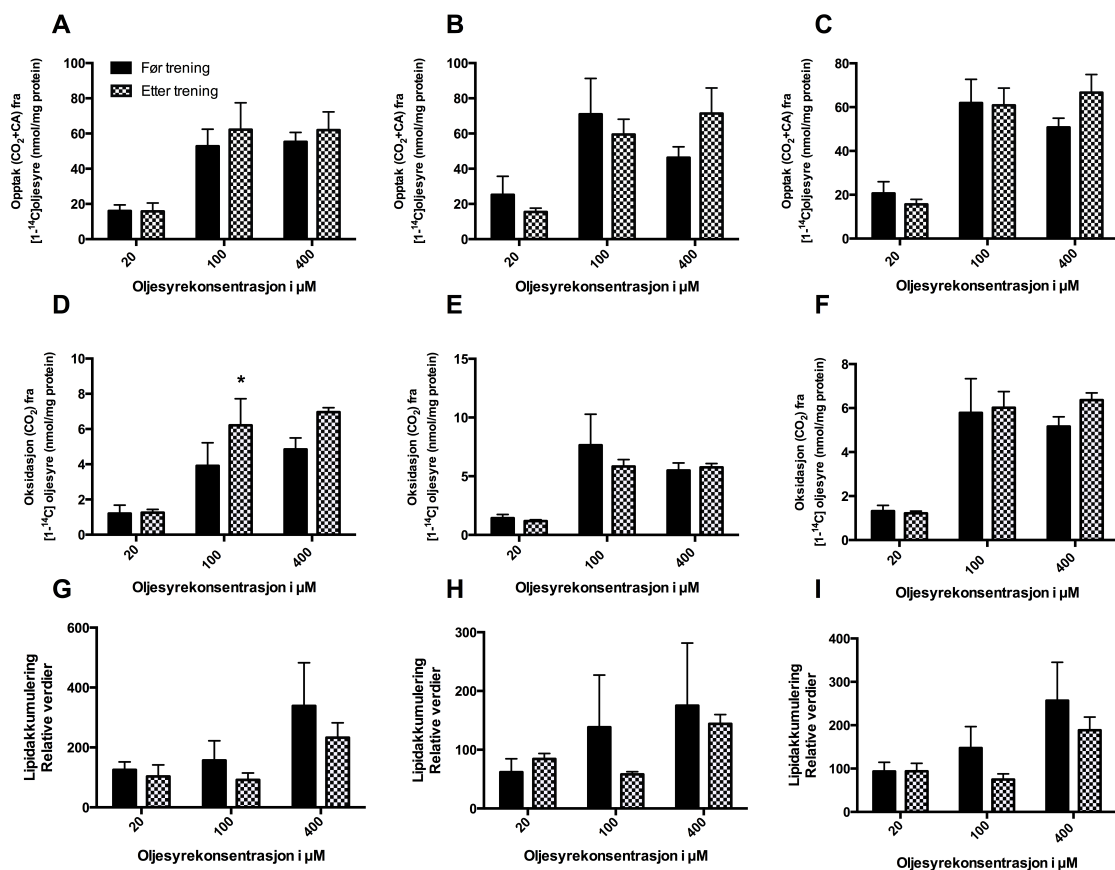 A
Opptak (CO₂+CA) fra
[1-¹⁴C]oljesyre (nmol/mg protein)
100
80
60
40
20
0
Før trening
Etter trening
20
100
400
Oljesyrekonsentrasjon i µM
B
Opptak (CO₂+CA) fra
[1-¹⁴C]oljesyre (nmol/mg protein)
100
80
60
40
20
0
20
100
400
Oljesyrekonsentrasjon i µM
C
Opptak (CO₂+CA) fra
[1-¹⁴C]oljesyre (nmol/mg protein)
80
60
40
20
0
20
100
400
Oljesyrekonsentrasjon i µM
D
Oksidasjon (CO₂) fra
[1-¹⁴C] oljesyre (nmol/mg protein)
10
8
6
4
2
0
*
20
100
400
Oljesyrekonsentrasjon i µM
E
Oksidasjon (CO₂) fra
[1-¹⁴C] oljesyre (nmol/mg protein)
15
10
5
0
20
100
400
Oljesyrekonsentrasjon i µM
F
Oksidasjon (CO₂) fra
[1-¹⁴C] oljesyre (nmol/mg protein)
8
6
4
2
0
20
100
400
Oljesyrekonsentrasjon i µM
G
Lipidakkumulering
Relative verdier
600
400
200
0
20
100
400
Oljesyrekonsentrasjon i µM
H
Lipidakkumulering
Relative verdier
300
200
100
0
20
100
400
Oljesyrekonsentrasjon i µM
I
Lipidakkumulering
Relative verdier
400
300
200
100
0
20
100
400
Oljesyrekonsentrasjon i µM